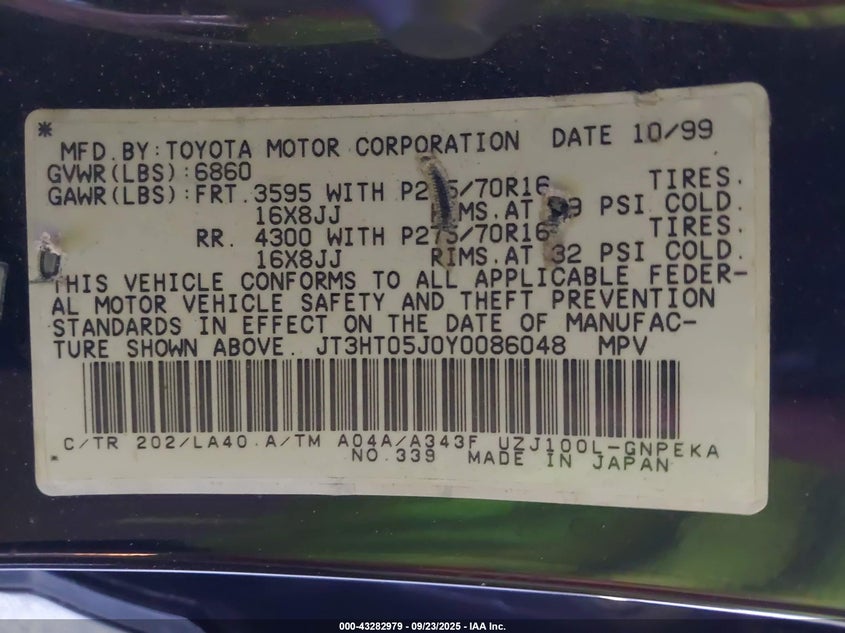 * MFD.BY:TOYOTA MOTOR CORPORATION DATE 10/99
GVWR(LBS):6860
GAWR(LBS):FRT.3595 WITH P275/70R16 TIRES.
16X8JJ RIMS.AT PSI COLD.
RR. 4300 WITH P275/70R16 TIRES.
16X8JJ RIMS.AT 32 PSI COLD.
THIS VEHICLE CONFORMS TO ALL APPLICABLE FEDER-
AL MOTOR VEHICLE SAFETY AND THEFT PREVENTION
STANDARDS IN EFFECT ON THE DATE OF MANUFAC-
TURE SHOWN ABOVE. JT3HT05J0Y0086048 MPV
C/TR 202/LA40 A/TM A04A/A343F UZJ100L-GNPEKA
* NO.339 MADE IN JAPAN
000-43282979 - 09/23/2025 - IAA Inc.